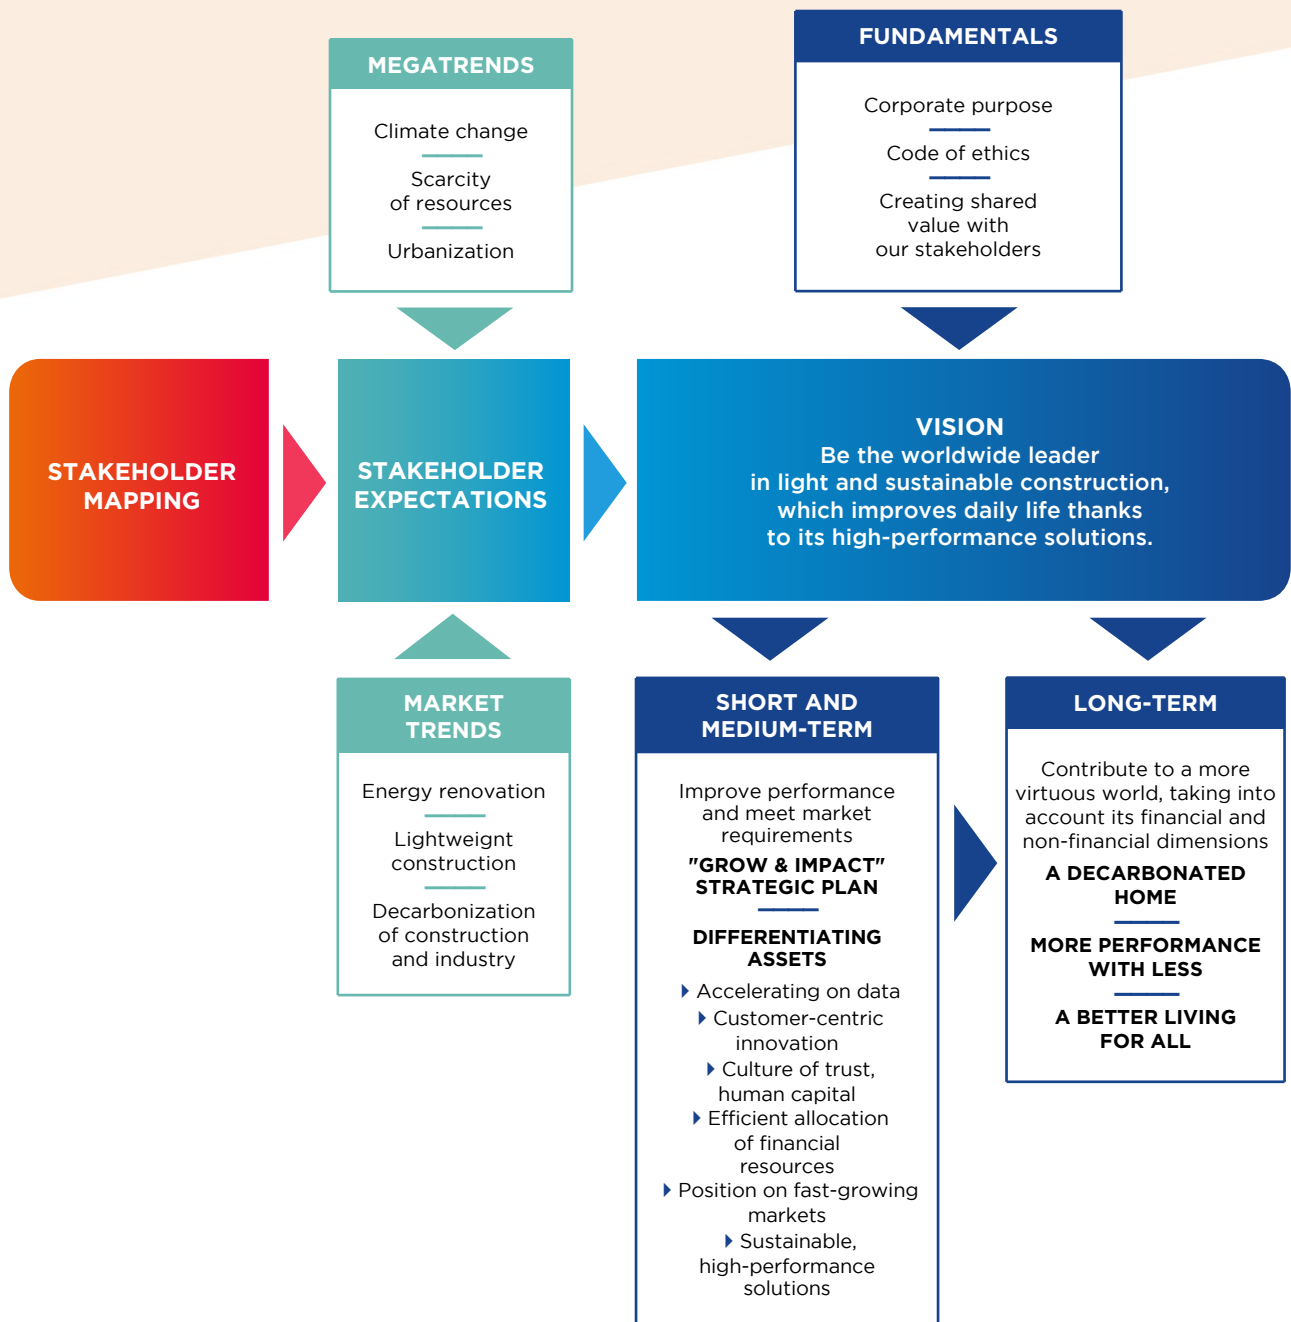 MEGATRENDS
Climate change
Scarcity
of resources
Urbanization
FUNDAMENTALS
Corporate purpose
Code of ethics
Creating shared
value with
our stakeholders
STAKEHOLDER
MAPPING
STAKEHOLDER
EXPECTATIONS
VISION
Be the worldwide leader
in light and sustainable construction,
which improves daily life thanks
to its high-performance solutions.
MARKET
TRENDS
Energy renovation
Lightweignt
construction
Decarbonization
of construction
and industry
SHORT AND
MEDIUM-TERM
Improve performance
and meet market
requirements
"GROW & IMPACT"
STRATEGIC PLAN
DIFFERENTIATING
ASSETS
Accelerating on data
Customer-centric
innovation
Culture of trust,
human capital
Efficient allocation
of financial
resources
Position on fast-growing
markets
Sustainable,
high-performance
solutions
LONG-TERM
Contribute to a more
virtuous world, taking into
account its financial and
non-financial dimensions
A DECARBONATED
HOME
MORE PERFORMANCE
WITH LESS
A BETTER LIVING
FOR ALL